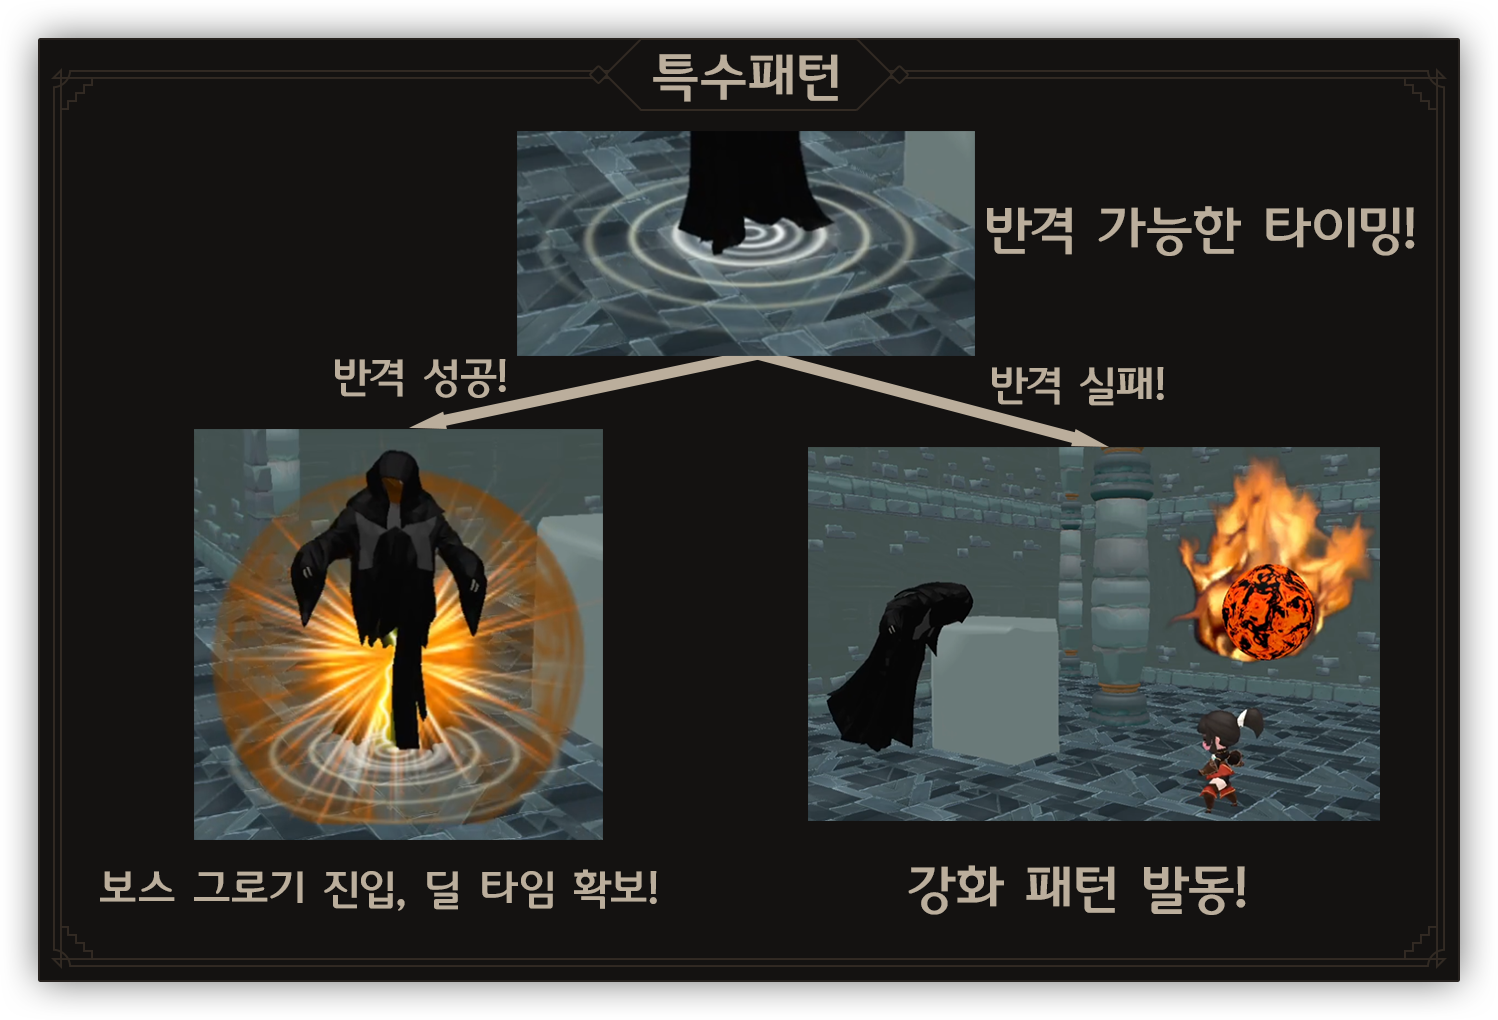 특수패턴
반격 가능한 타이밍!
반격 성공!
반격 실패!
보스 그로기 진입, 딜 타임 확보!
강화 패턴 발동!